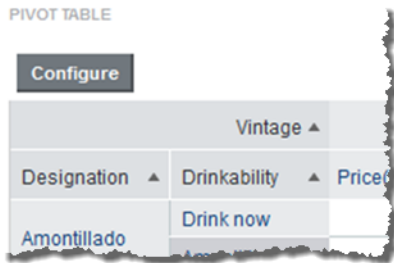 PIVOT TABLE
Configure
Vintage ▲
Designation ▲ Drinkability ▲
Drink now
Amontillado